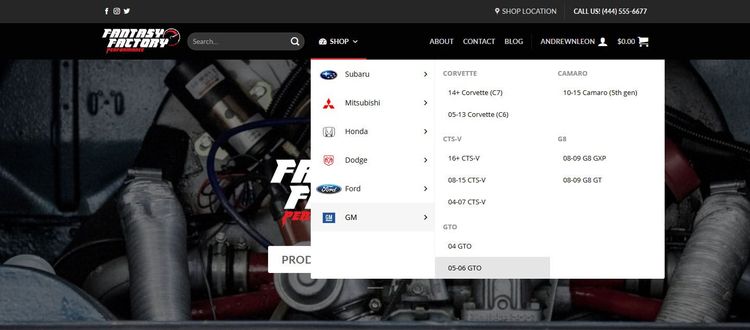 SHOP LOCATION
CALL US! (444) 555-6677
FANTASY
FACTORY
PERFORMANCE
Search...
SHOP
ABOUT
CONTACT
BLOG
ANDREWNLEON
$0.00
Subaru
Mitsubishi
Honda
Dodge
Ford
Ford
GM
GM
CORVETTE
14+ Corvette (C7)
05-13 Corvette (C6)
CTS-V
16+ CTS-V
08-15 CTS-V
04-07 CTS-V
GTO
04 GTO
05-06 GTO
CAMARO
10-15 Camaro (5th gen)
G8
08-09 G8 GXP
08-09 G8 GT
PROD